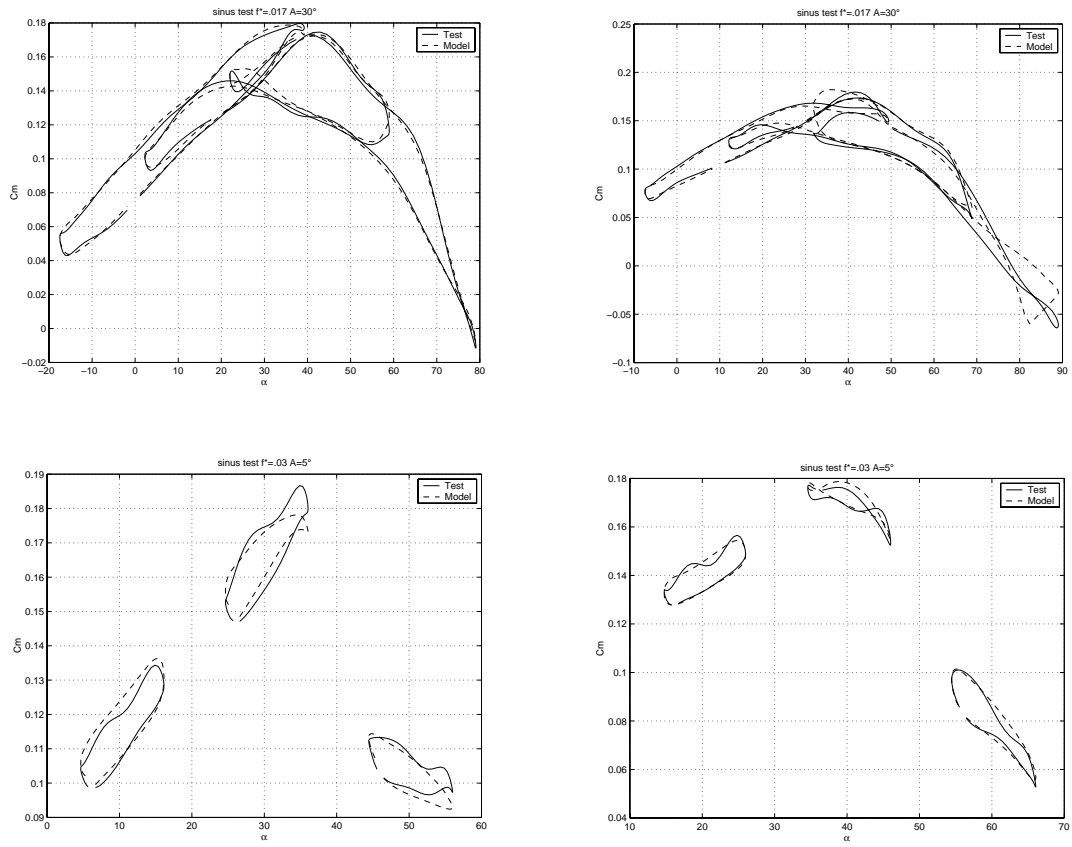 sinus test f*=.017 A=30°
Test
Model
Cm
0.18
0.16
0.14
0.12
0.1
0.08
0.06
0.04
0.02
0
−0.02
−20 −10 0 10 20 30 40 50 60 70 80
α
sinus test f*=.017 A=30°
Test
Model
Cm
0.25
0.2
0.15
0.1
0.05
0
−0.05
−0.1
−10 0 10 20 30 40 50 60 70 80 90
α
sinus test f*=.03 A=5°
Test
Model
Cm
0.19
0.18
0.17
0.16
0.15
0.14
0.13
0.12
0.11
0.1
0.09
0 10 20 30 40 50 60
α
sinus test f*=.03 A=5°
Test
Model
Cm
0.18
0.16
0.14
0.12
0.1
0.08
0.06
0.04
10 20 30 40 50 60 70
α